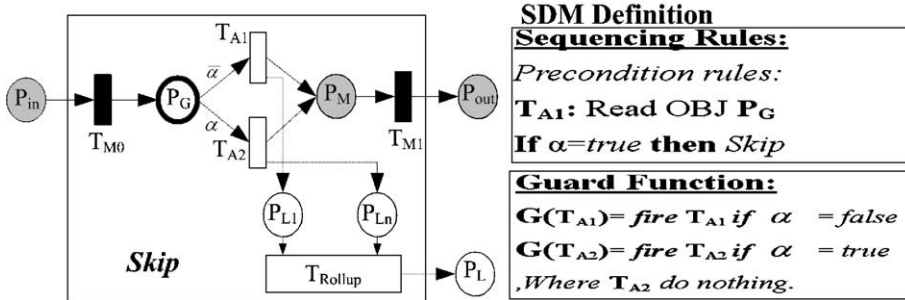 SDM Definition
P_in
T_M0
P_G
ᾱ
α
T_A1
T_A2
P_M
T_M1
P_out
P_L1
P_Ln
T_Rollup
P_L
Skip
Sequencing Rules:
Precondition rules:
T_A1: Read OBJ P_G
If α=true then Skip
Guard Function:
G(T_A1)= fire T_A1 if α =false
G(T_A2)= fire T_A2 if α =true
,Where T_A2 do nothing.